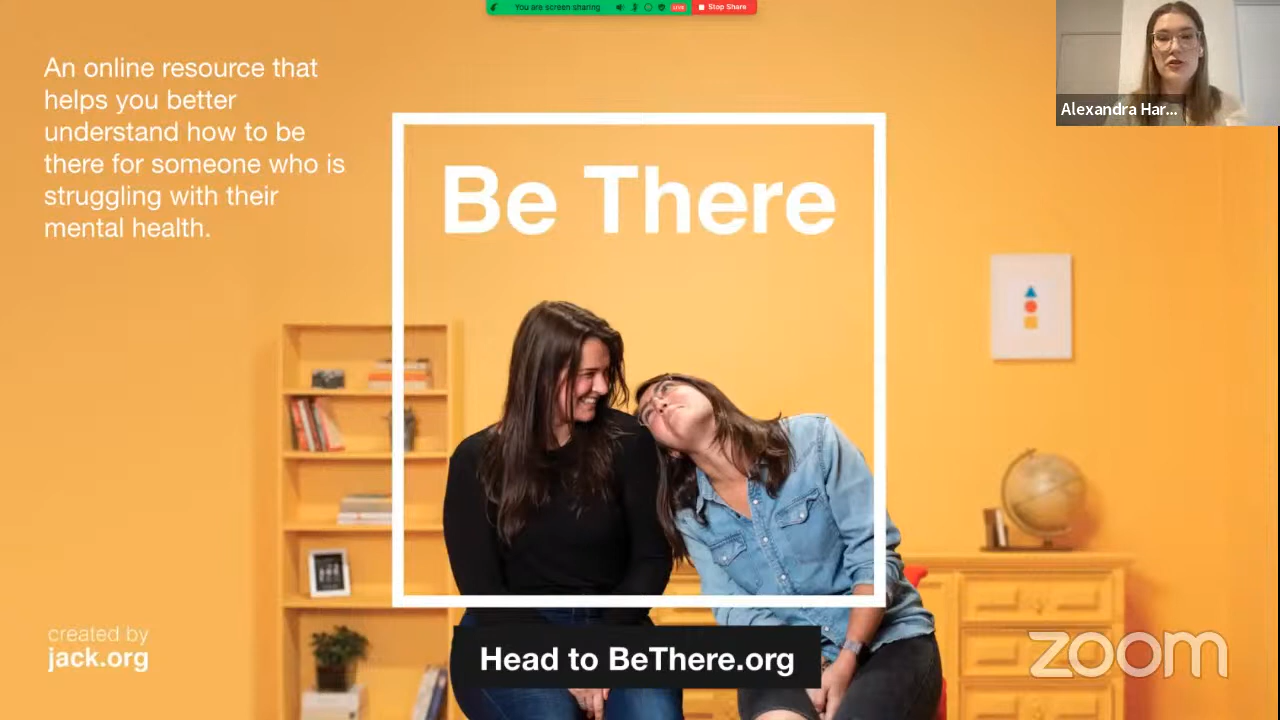 You are screen sharing
LIVE
Stop Share
An online resource that
helps you better
understand how to be
there for someone who is
struggling with their
mental health.
Alexandra Har...
Be There
created by
jack.org
Head to BeThere.org
zoom